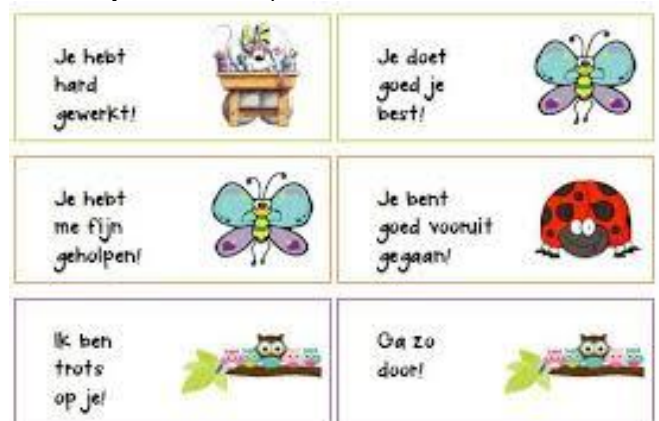 Je hebt
hard
gewerkt!
Je doet
goed je
best!
Je hebt
me fijn
geholpen!
Je bent
goed vooruit
gegaan!
Ik ben
trots
op je!
Ga zo
door!